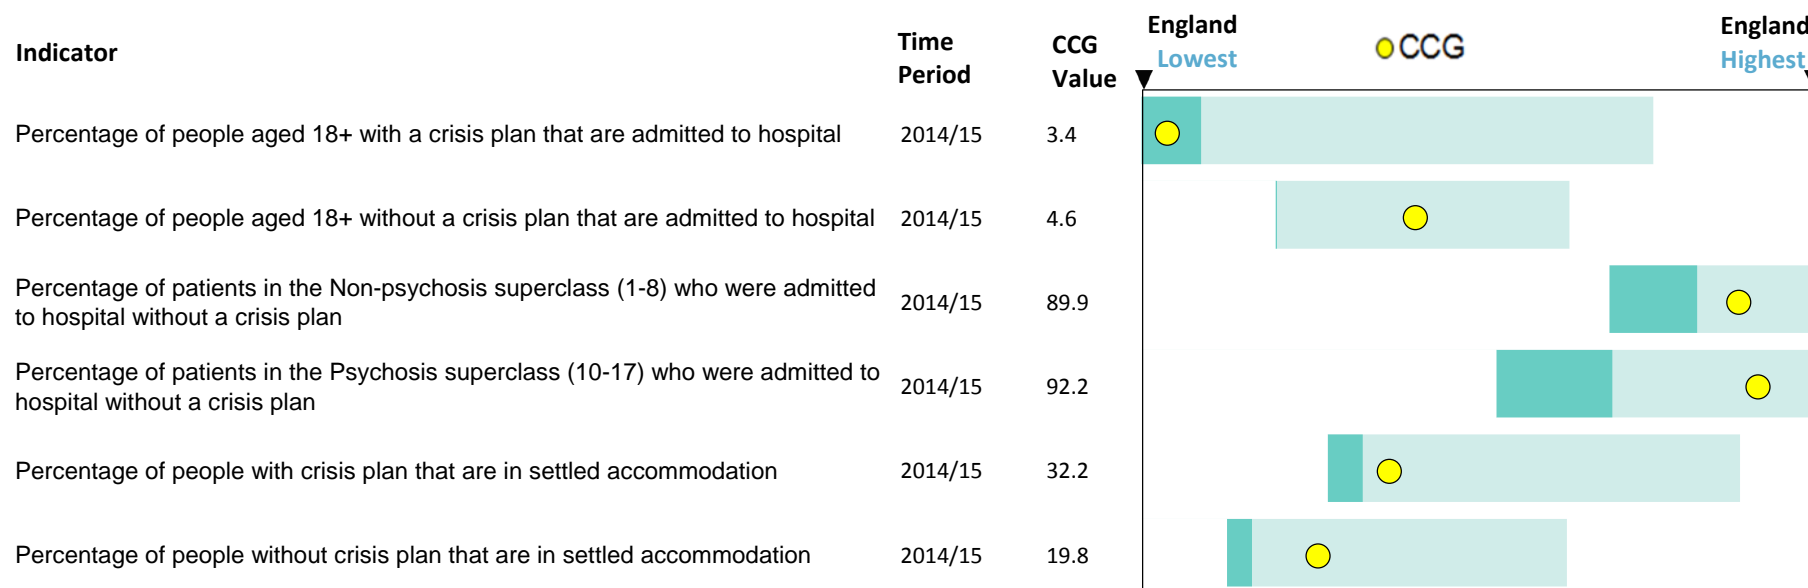 Indicator
Time
Period
CCG
Value
England
Lowest
CCG
England
Highest
Percentage of people aged 18+ with a crisis plan that are admitted to hospital 2014/15 3.4
Percentage of people aged 18+ without a crisis plan that are admitted to hospital 2014/15 4.6
Percentage of patients in the Non-psychosis superclass (1-8) who were admitted
to hospital without a crisis plan
2014/15 89.9
Percentage of patients in the Psychosis superclass (10-17) who were admitted to
hospital without a crisis plan
2014/15 92.2
Percentage of people with crisis plan that are in settled accommodation 2014/15 32.2
Percentage of people without crisis plan that are in settled accommodation 2014/15 19.8